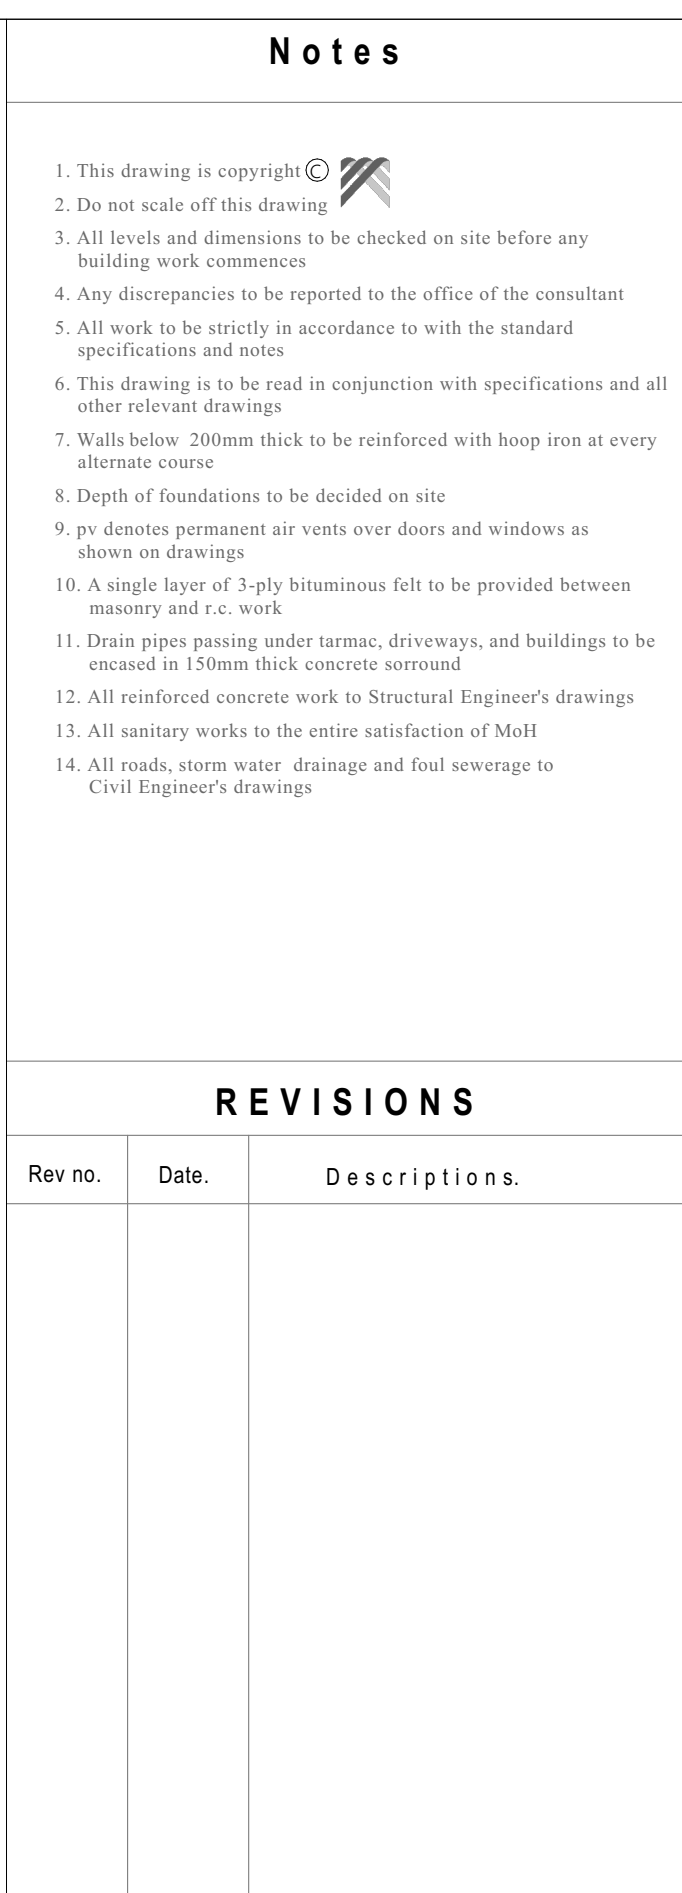 Notes
1. This drawing is copyright ©
2. Do not scale off this drawing
3. All levels and dimensions to be checked on site before any
building work commences
4. Any discrepancies to be reported to the office of the consultant
5. All work to be strictly in accordance to with the standard
specifications and notes
6. This drawing is to be read in conjunction with specifications and all
other relevant drawings
7. Walls below 200mm thick to be reinforced with hoop iron at every
alternate course
8. Depth of foundations to be decided on site
9. pv denotes permanent air vents over doors and windows as
shown on drawings
10. A single layer of 3-ply bituminous felt to be provided between
masonry and r.c. work
11. Drain pipes passing under tarmac, driveways, and buildings to be
encased in 150mm thick concrete sorround
12. All reinforced concrete work to Structural Engineer's drawings
13. All sanitary works to the entire satisfaction of MoH
14. All roads, storm water drainage and foul sewerage to
Civil Engineer's drawings
REVISIONS
Rev no. Date. Descriptions.